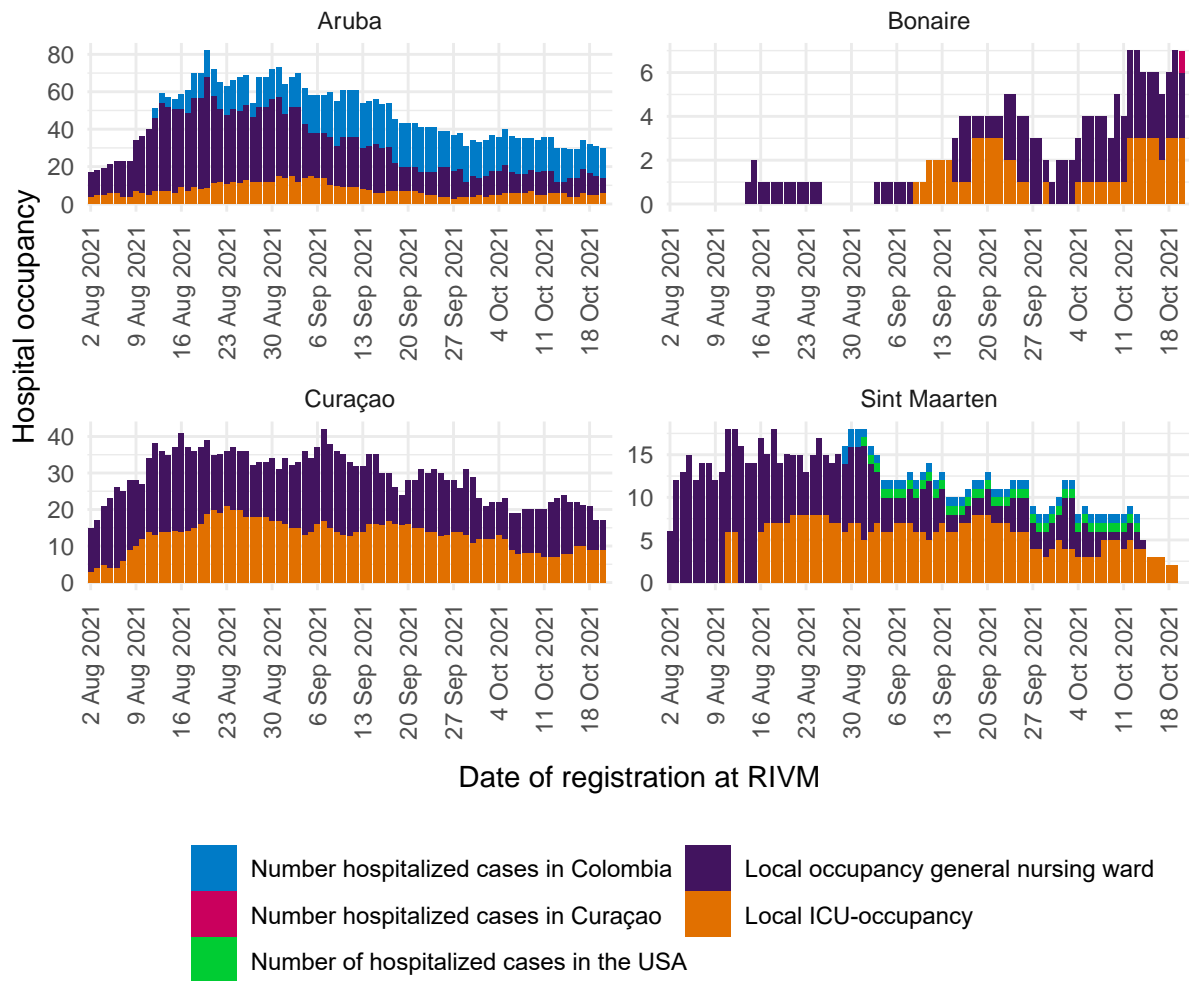 Aruba
Bonaire
80
60
40
20
0
6
4
2
0
2 Aug 2021
9 Aug 2021
16 Aug 2021
23 Aug 2021
30 Aug 2021
6 Sep 2021
13 Sep 2021
20 Sep 2021
27 Sep 2021
4 Oct 2021
11 Oct 2021
18 Oct 2021
2 Aug 2021
9 Aug 2021
16 Aug 2021
23 Aug 2021
30 Aug 2021
6 Sep 2021
13 Sep 2021
20 Sep 2021
27 Sep 2021
4 Oct 2021
11 Oct 2021
18 Oct 2021
Hospital occupancy
Curaçao
Sint Maarten
40
30
20
10
0
15
10
5
0
2 Aug 2021
9 Aug 2021
16 Aug 2021
23 Aug 2021
30 Aug 2021
6 Sep 2021
13 Sep 2021
20 Sep 2021
27 Sep 2021
4 Oct 2021
11 Oct 2021
18 Oct 2021
2 Aug 2021
9 Aug 2021
16 Aug 2021
23 Aug 2021
30 Aug 2021
6 Sep 2021
13 Sep 2021
20 Sep 2021
27 Sep 2021
4 Oct 2021
11 Oct 2021
18 Oct 2021
Date of registration at RIVM
Number hospitalized cases in Colombia
Number hospitalized cases in Curaçao
Number of hospitalized cases in the USA
Local occupancy general nursing ward
Local ICU-occupancy